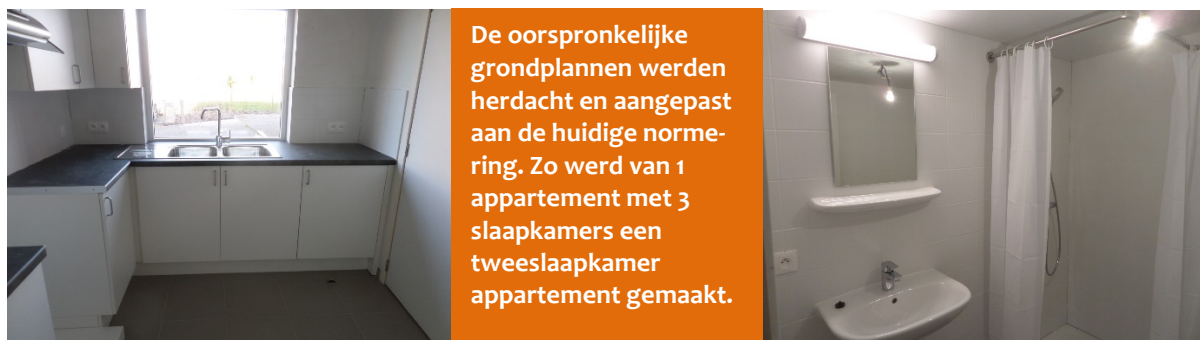 De oorspronkelijke
grondplannen werden
herdacht en aangepast
aan de huidige norme-
ring. Zo werd van 1
appartement met 3
slaapkamers een
tweeslaapkamer
appartement gemaakt.